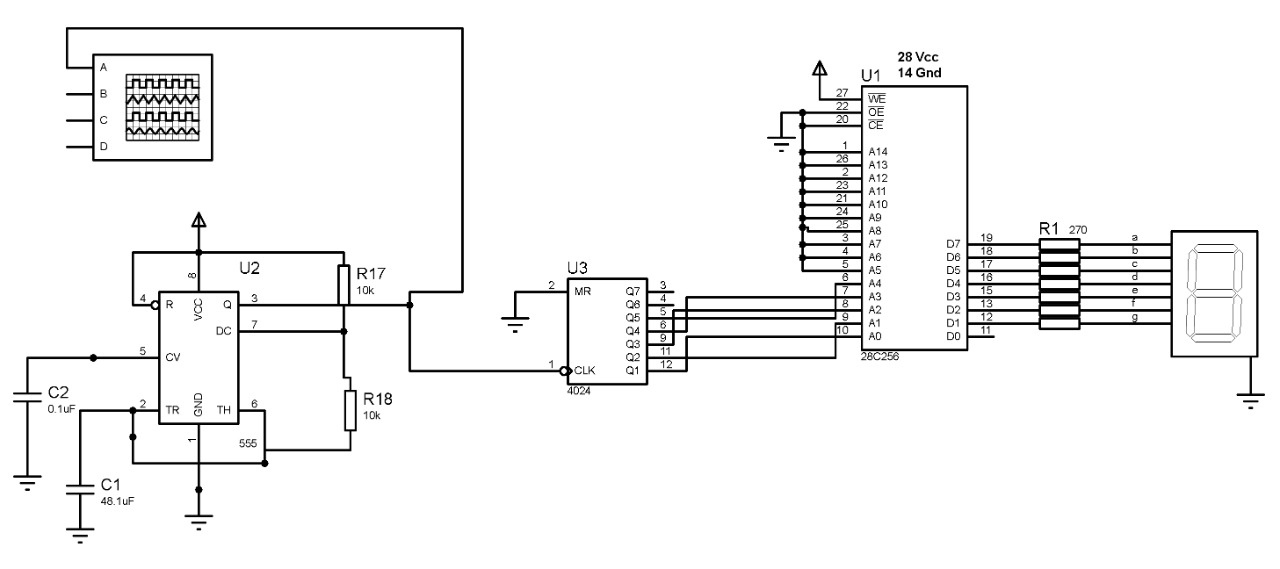 A
B
C
D
U2
4
R
8
VCC
Q
3
DC
7
5
CV
2
TR
GND
TH
6
1
555
R17
10k
R18
10k
C2
0.1uF
C1
48.1uF
U3
2
MR
1
CLK
Q7
3
Q6
4
Q5
5
Q4
6
Q3
9
Q2
11
Q1
12
4024
28 Vcc
14 Gnd
U1
27
WE
22
OE
20
CE
1
A14
26
A13
2
A12
23
A11
21
A10
24
A9
25
A8
3
A7
4
A6
5
A5
6
A4
7
A3
8
A2
9
A1
10
A0
D7
19
D6
18
D5
17
D4
16
D3
15
D2
13
D1
12
D0
11
28C256
R1
270
a
b
c
d
e
f
g